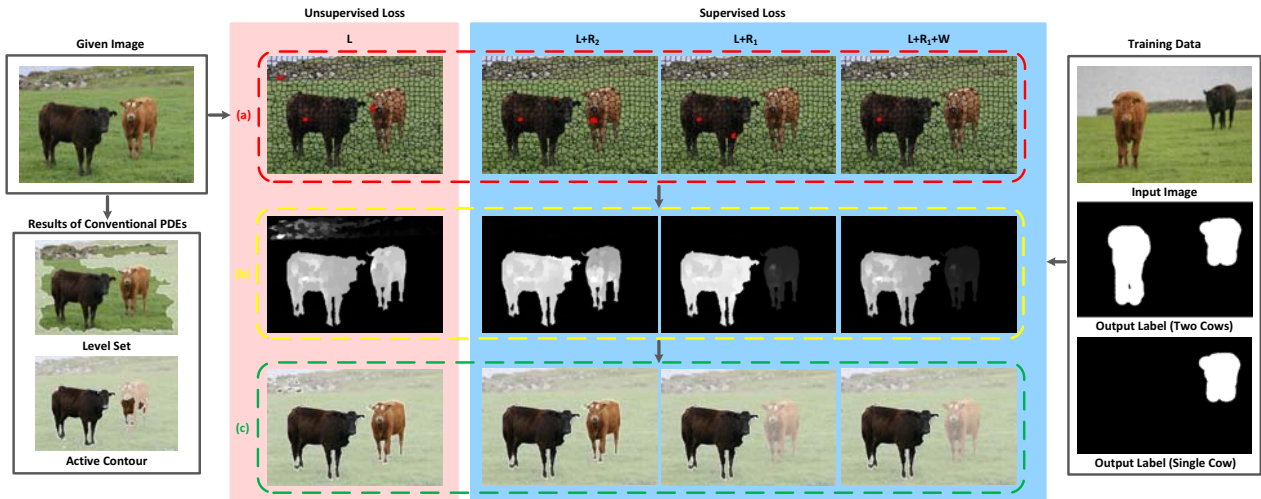 Unsupervised Loss
Supervised Loss
Given Image
L
L+R₂
L+R₁
L+R₁+W
Training Data
(a)
Input Image
Results of Conventional PDEs
(b)
Level Set
Output Label (Two Cows)
(c)
Active Contour
Output Label (Single Cow)